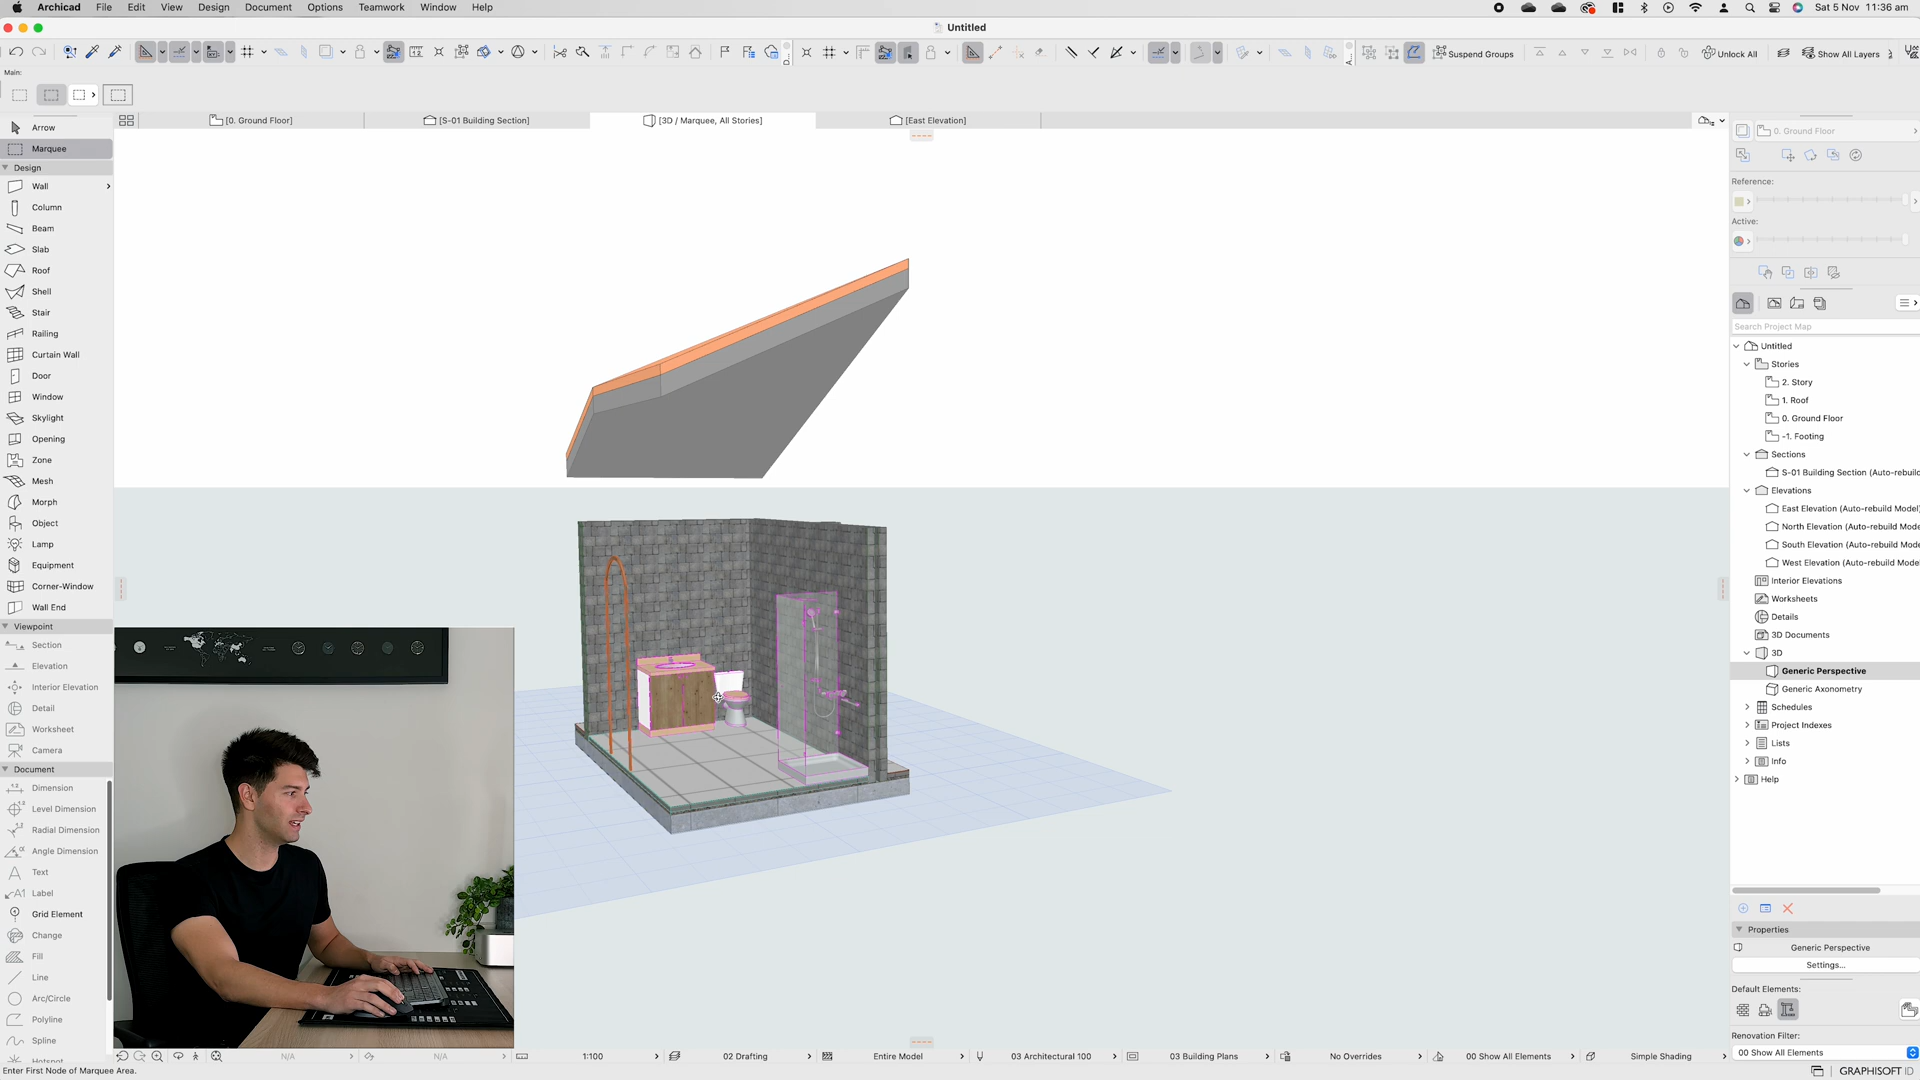 Archicad File Edit View Design Document Options Teamwork Window Help
Sat 5 Nov 11:36 am
Untitled
Suspend Groups
Unlock All
Show All Layers
Main:
[0. Ground Floor]
[S-01 Building Section]
[3D / Marquee, All Stories]
[East Elevation]
Arrow
Marquee
Design
Wall
Column
Beam
Slab
Roof
Shell
Stair
Railing
Curtain Wall
Door
Window
Skylight
Opening
Zone
Mesh
Morph
Object
Lamp
Equipment
Corner-Window
Wall End
Viewpoint
Section
Elevation
Interior Elevation
Detail
Worksheet
Camera
Document
Dimension
Level Dimension
Radial Dimension
Angle Dimension
Text
A1 Label
Grid Element
Change
Fill
Line
Arc/Circle
Polyline
Spline
Hotspot
0. Ground Floor
Reference:
Active:
Search Project Map
Untitled
Stories
2. Story
1. Roof
0. Ground Floor
-1. Footing
Sections
S-01 Building Section (Auto-rebuild
Elevations
East Elevation (Auto-rebuild Model)
North Elevation (Auto-rebuild Mode
South Elevation (Auto-rebuild Mode
West Elevation (Auto-rebuild Model
Interior Elevations
Worksheets
Details
3D Documents
3D
Generic Perspective
Generic Axonometry
Schedules
Project Indexes
Lists
Info
Help
Properties
Generic Perspective
Settings...
Default Elements:
Renovation Filter:
00 Show All Elements
N/A
N/A
1:100
02 Drafting
Entire Model
03 Architectural 100
03 Building Plans
No Overrides
00 Show All Elements
Simple Shading
Enter First Node of Marquee Area.
GRAPHISOFT ID